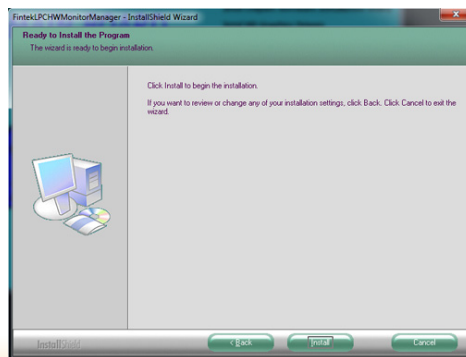 FintekLPCHWMonitorManager - InstallShield Wizard
Ready to Install the Program
The wizard is ready to begin installation.
Click Install to begin the installation.
If you want to review or change any of your installation settings, click Back. Click Cancel to exit the
wizard.
InstallShield
< Back
Install
Cancel